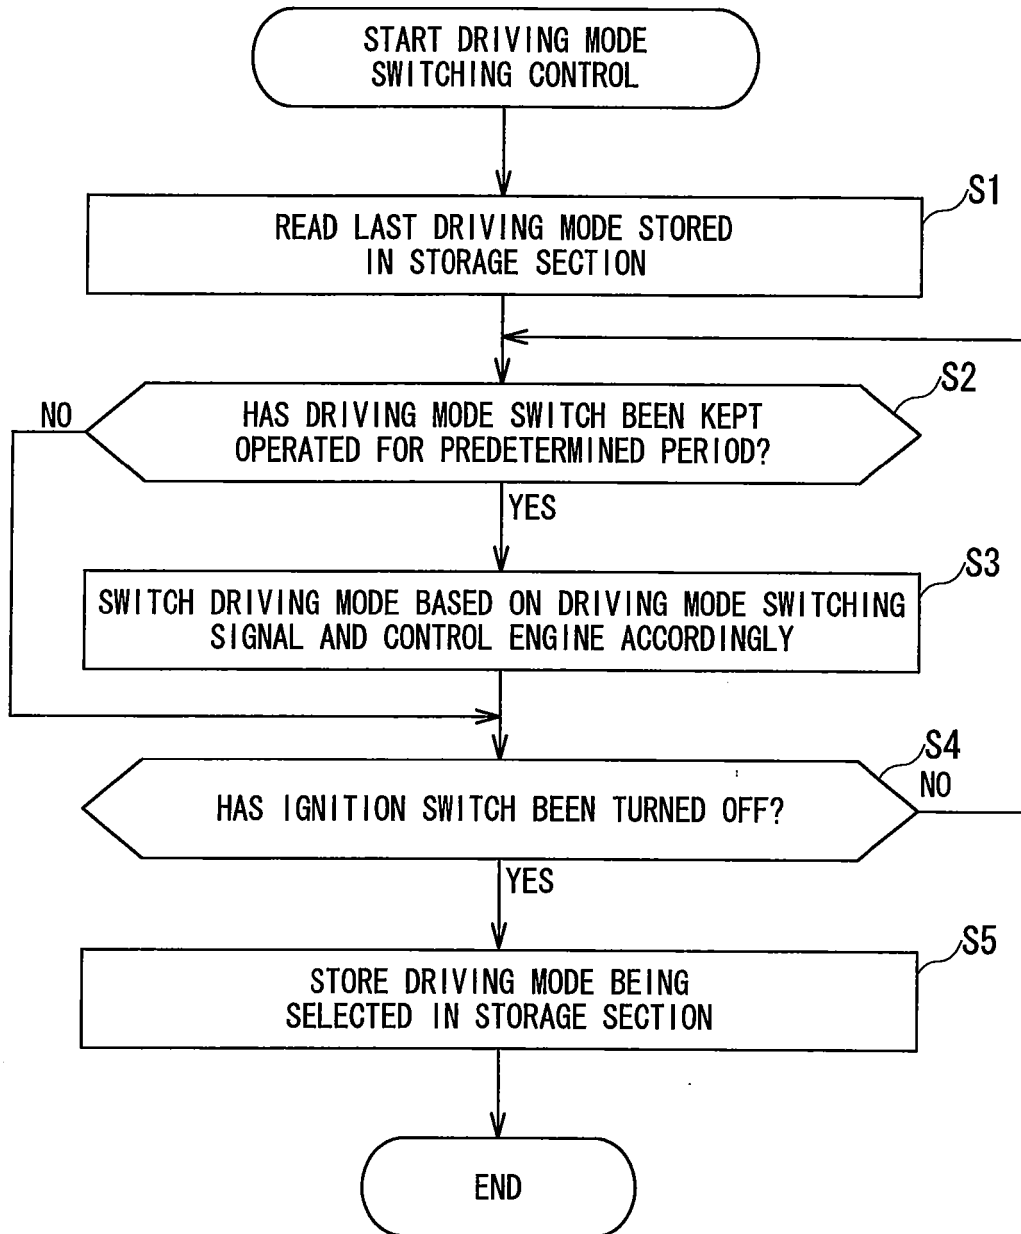 START DRIVING MODE
SWITCHING CONTROL
S1
READ LAST DRIVING MODE STORED
IN STORAGE SECTION
S2
NO
HAS DRIVING MODE SWITCH BEEN KEPT
OPERATED FOR PREDETERMINED PERIOD?
YES
S3
SWITCH DRIVING MODE BASED ON DRIVING MODE SWITCHING
SIGNAL AND CONTROL ENGINE ACCORDINGLY
S4
NO
HAS IGNITION SWITCH BEEN TURNED OFF?
YES
S5
STORE DRIVING MODE BEING
SELECTED IN STORAGE SECTION
END